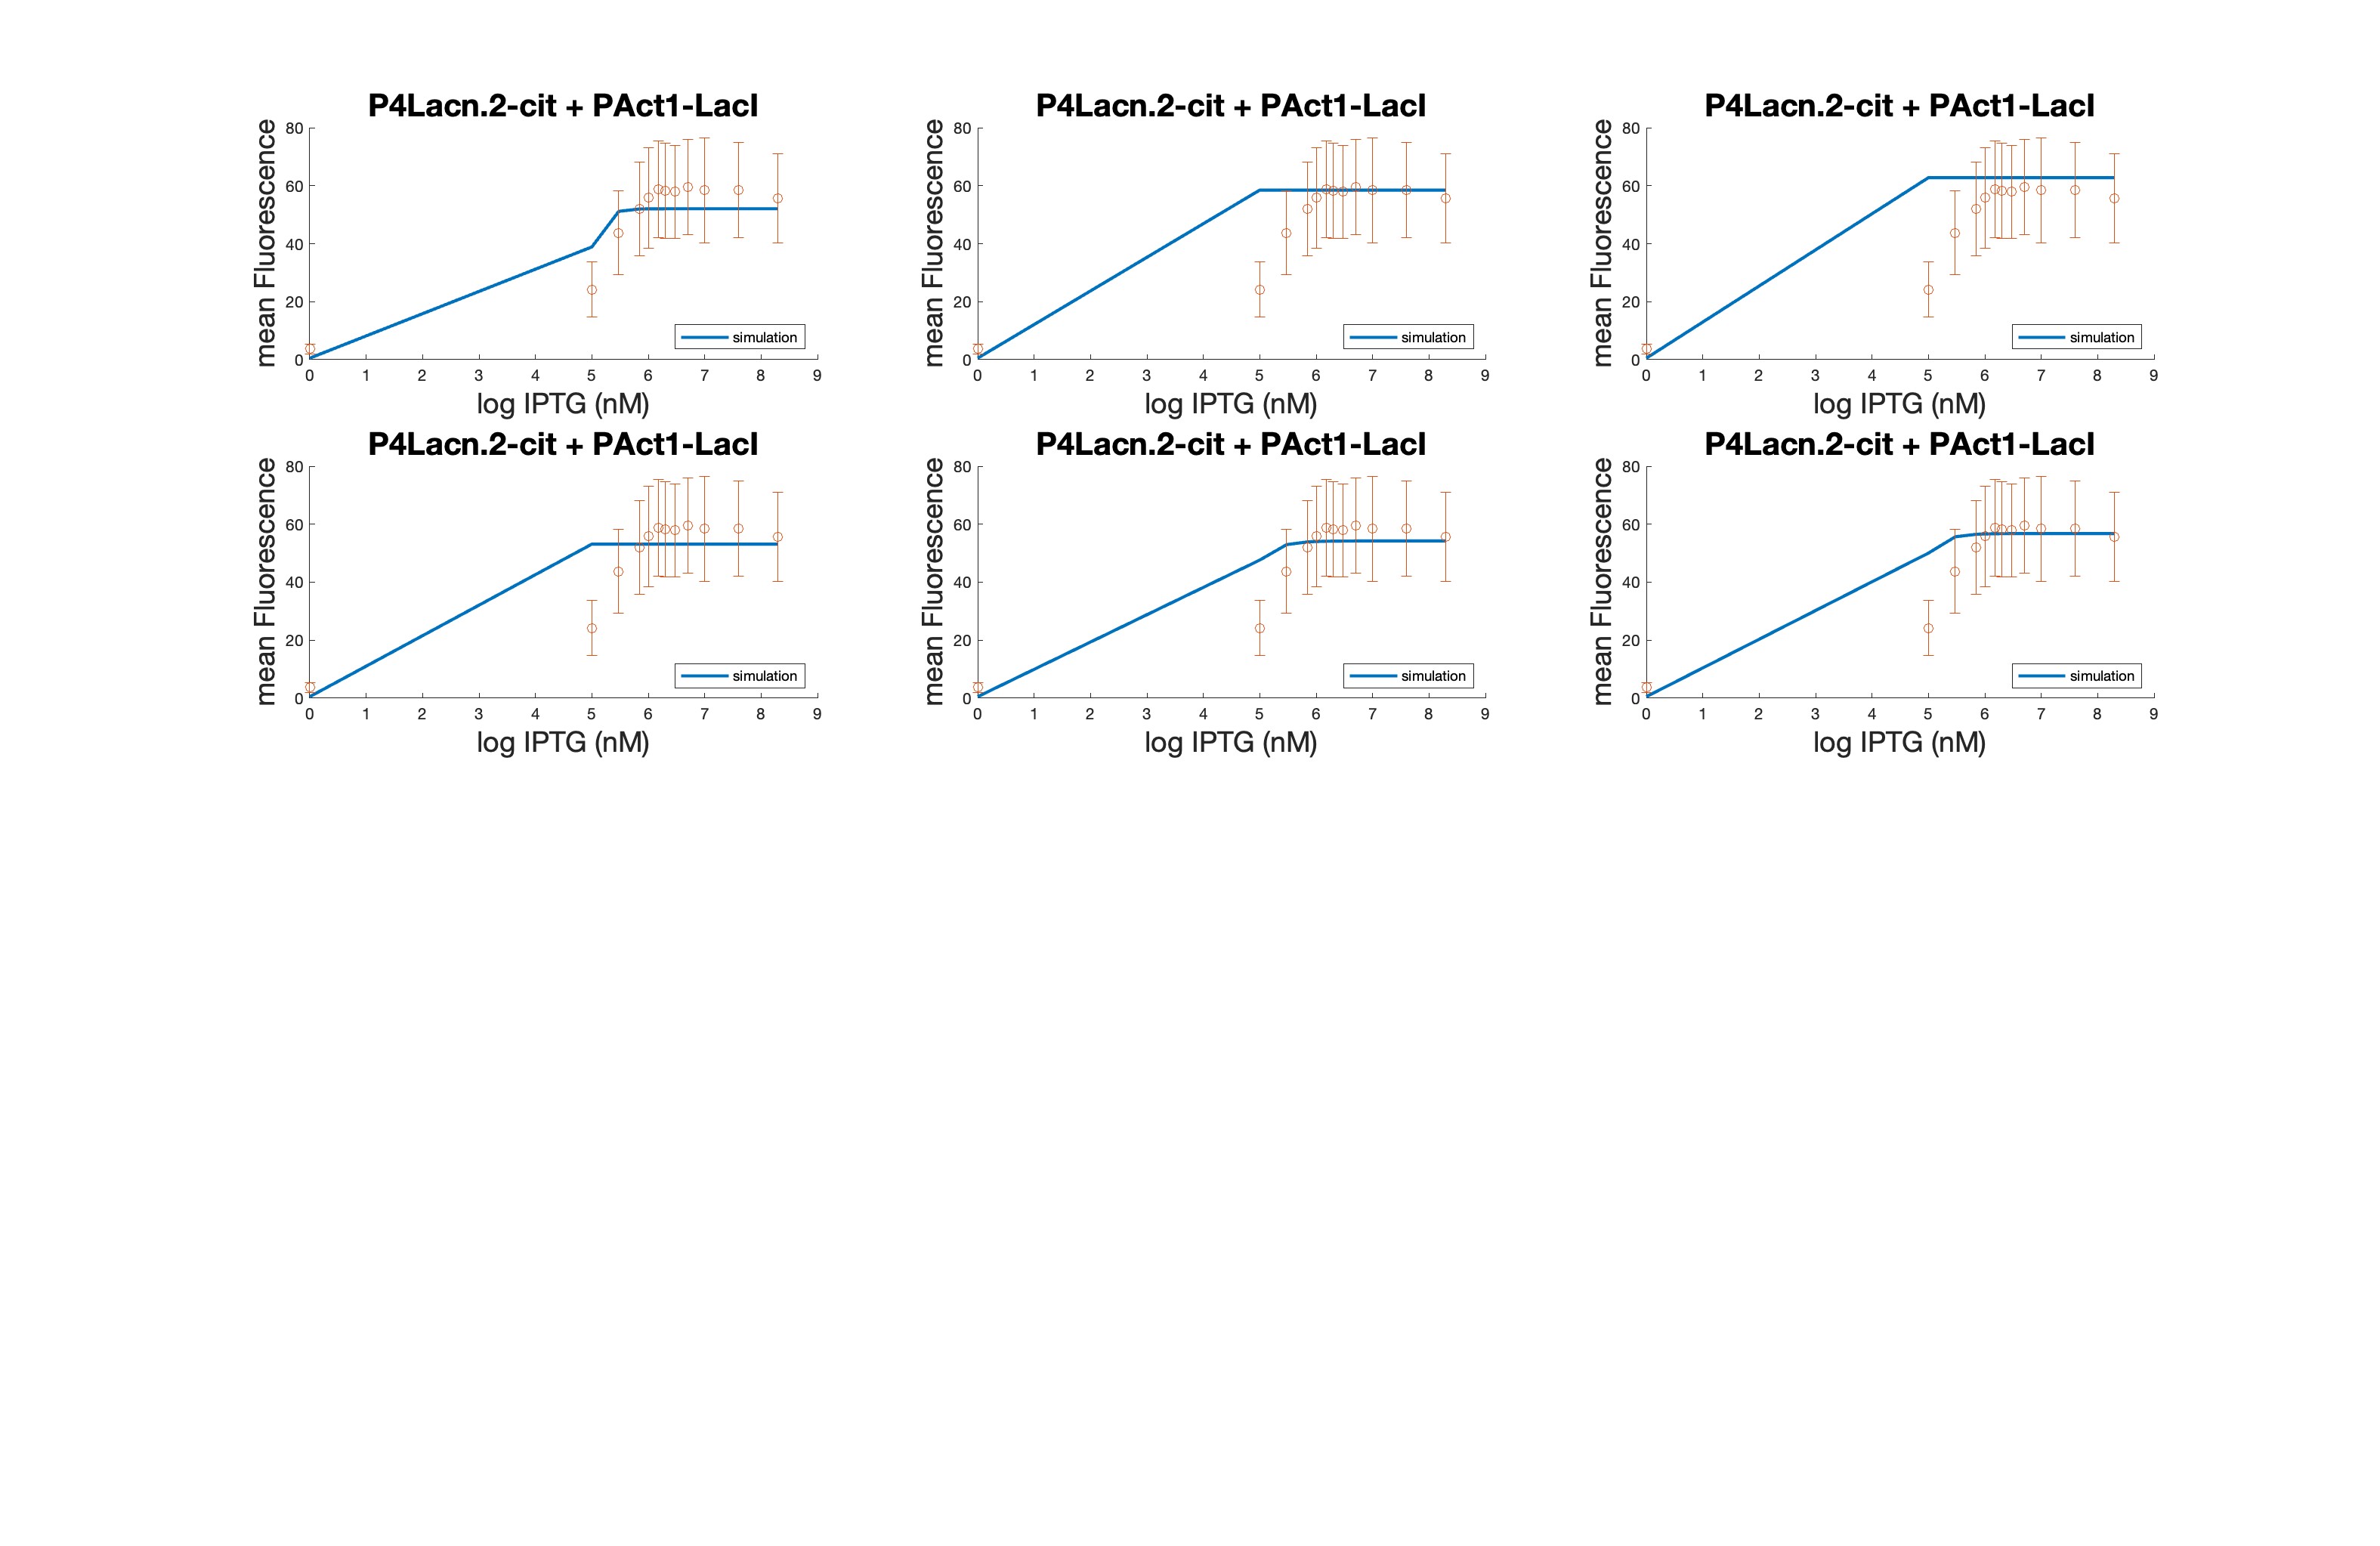 P4Lacn.2-cit + PAct1-LacI
mean Fluorescence
80
60
40
20
0
simulation
0 1 2 3 4 5 6 7 8 9
log IPTG (nM)
P4Lacn.2-cit + PAct1-LacI
mean Fluorescence
80
60
40
20
0
simulation
0 1 2 3 4 5 6 7 8 9
log IPTG (nM)
P4Lacn.2-cit + PAct1-LacI
mean Fluorescence
80
60
40
20
0
simulation
0 1 2 3 4 5 6 7 8 9
log IPTG (nM)
P4Lacn.2-cit + PAct1-LacI
mean Fluorescence
80
60
40
20
0
simulation
0 1 2 3 4 5 6 7 8 9
log IPTG (nM)
P4Lacn.2-cit + PAct1-LacI
mean Fluorescence
80
60
40
20
0
simulation
0 1 2 3 4 5 6 7 8 9
log IPTG (nM)
P4Lacn.2-cit + PAct1-LacI
mean Fluorescence
80
60
40
20
0
simulation
0 1 2 3 4 5 6 7 8 9
log IPTG (nM)